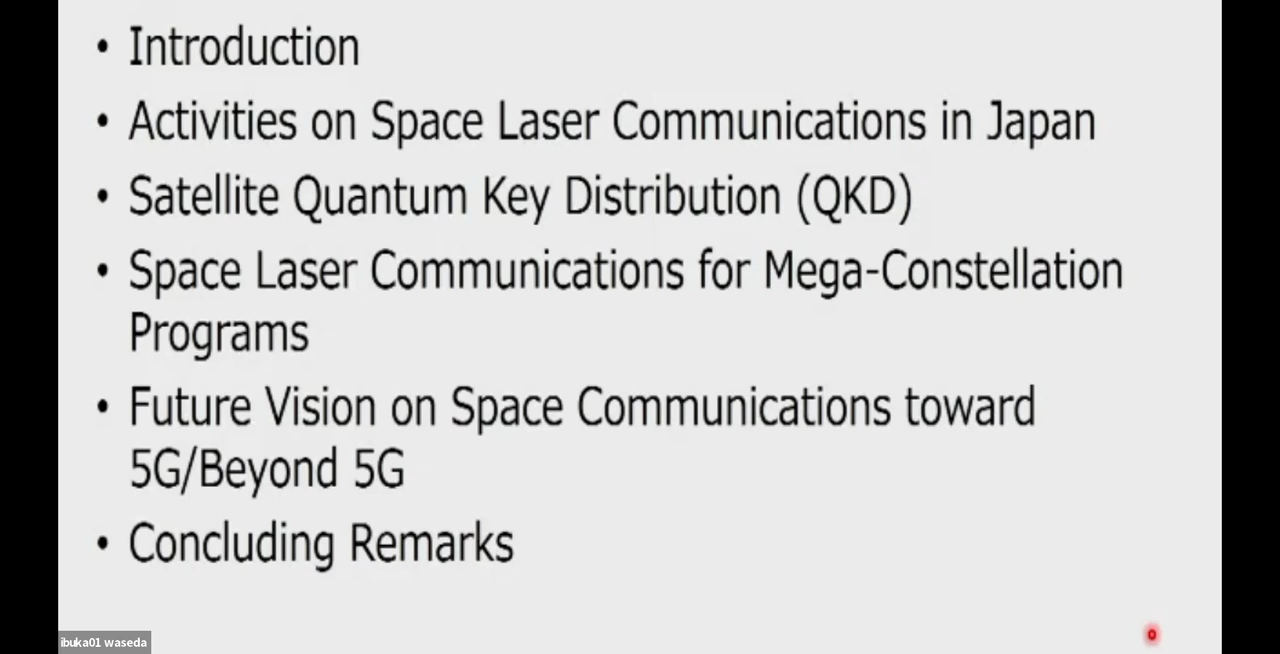 • Introduction
• Activities on Space Laser Communications in Japan
• Satellite Quantum Key Distribution (QKD)
• Space Laser Communications for Mega-Constellation
Programs
• Future Vision on Space Communications toward
5G/Beyond 5G
• Concluding Remarks
ibuka01 waseda